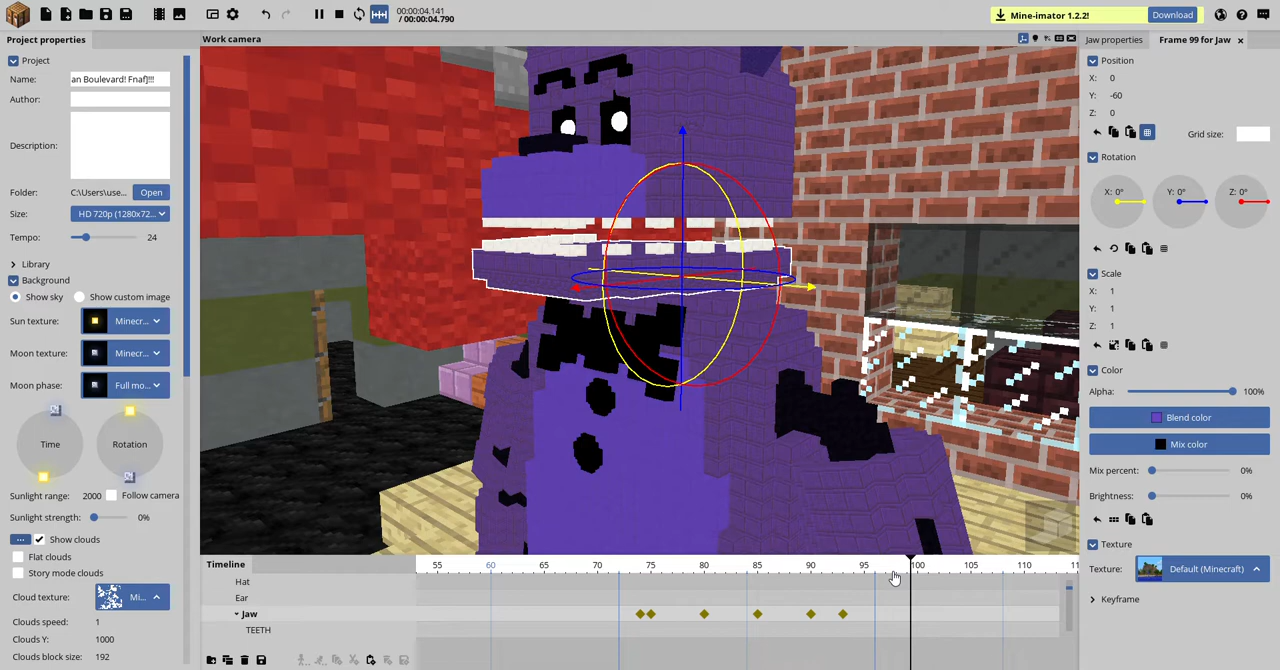 00:00:04.141
/ 00:00:04.790
Mine-imator 1.2.2!
Download
Project properties
Work camera
Jaw properties
Frame 99 for Jaw
Project
Name:
an Boulevard! Fnaf]!!!
Author:
Description:
Folder:
C:\Users\use...
Open
Size:
HD 720p (1280x72...
Tempo:
24
Library
Background
Show sky
Show custom image
Sun texture:
Minecr...
Moon texture:
Minecr...
Moon phase:
Full mo...
Time
Rotation
Sunlight range:
2000
Follow camera
Sunlight strength:
0%
...
Show clouds
Flat clouds
Story mode clouds
Cloud texture:
Mi...
Clouds speed:
1
Clouds Y:
1000
Clouds block size:
192
Timeline
55 60 65 70 75 80 85 90 95 100 105 110 11
Hat
Ear
Jaw
TEETH
Position
X: 0
Y: -60
Z: 0
Grid size:
Rotation
X: 0° Y: 0° Z: 0°
Scale
X: 1
Y: 1
Z: 1
Color
Alpha:
100%
Blend color
Mix color
Mix percent:
0%
Brightness:
0%
Texture
Texture:
Default (Minecraft)
Keyframe